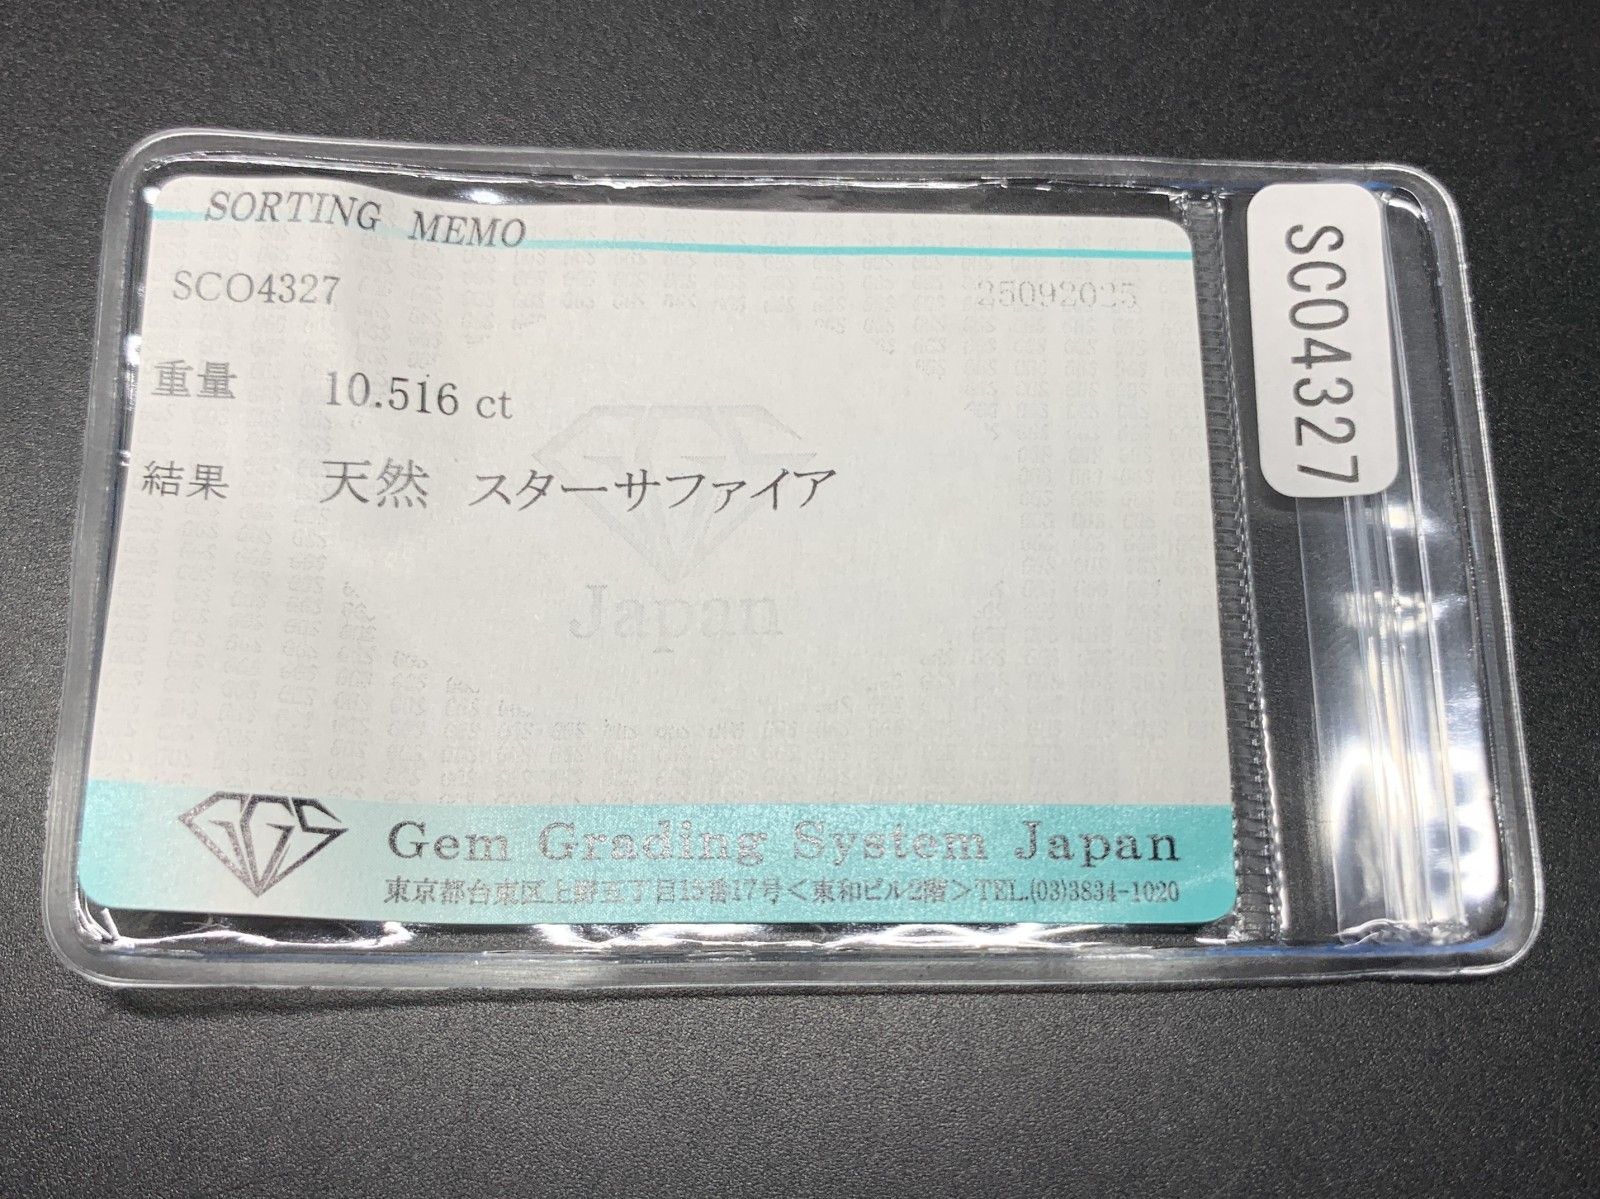 SORTING MEMO
SCO4327 25092025
重量 10.516 ct
結果 天然 スターサファイア
Japan
GGS
Gem Grading System Japan
東京都台東区上野五丁目15番17号<東和ビル2階>TEL.(03)3834-1020
SCO4327